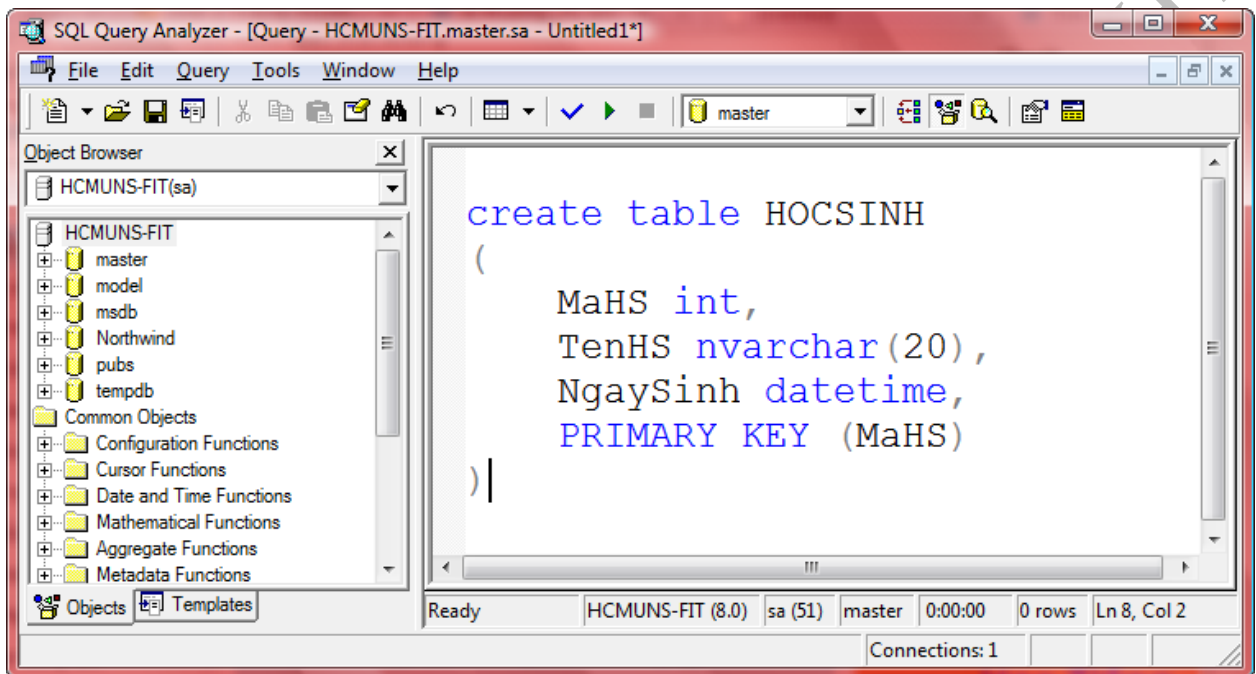 SQL Query Analyzer - [Query - HCMUNS-FIT.master.sa - Untitled1*]
File Edit Query Tools Window Help
master
Object Browser
HCMUNS-FIT(sa)
HCMUNS-FIT
master
model
msdb
Northwind
pubs
tempdb
Common Objects
Configuration Functions
Cursor Functions
Date and Time Functions
Mathematical Functions
Aggregate Functions
Metadata Functions
Objects Templates
create table HOCSINH
(
MaHS int,
TenHS nvarchar(20),
NgaySinh datetime,
PRIMARY KEY (MaHS)
)
Ready HCMUNS-FIT (8.0) sa (51) master 0:00:00 0 rows Ln 8, Col 2
Connections: 1